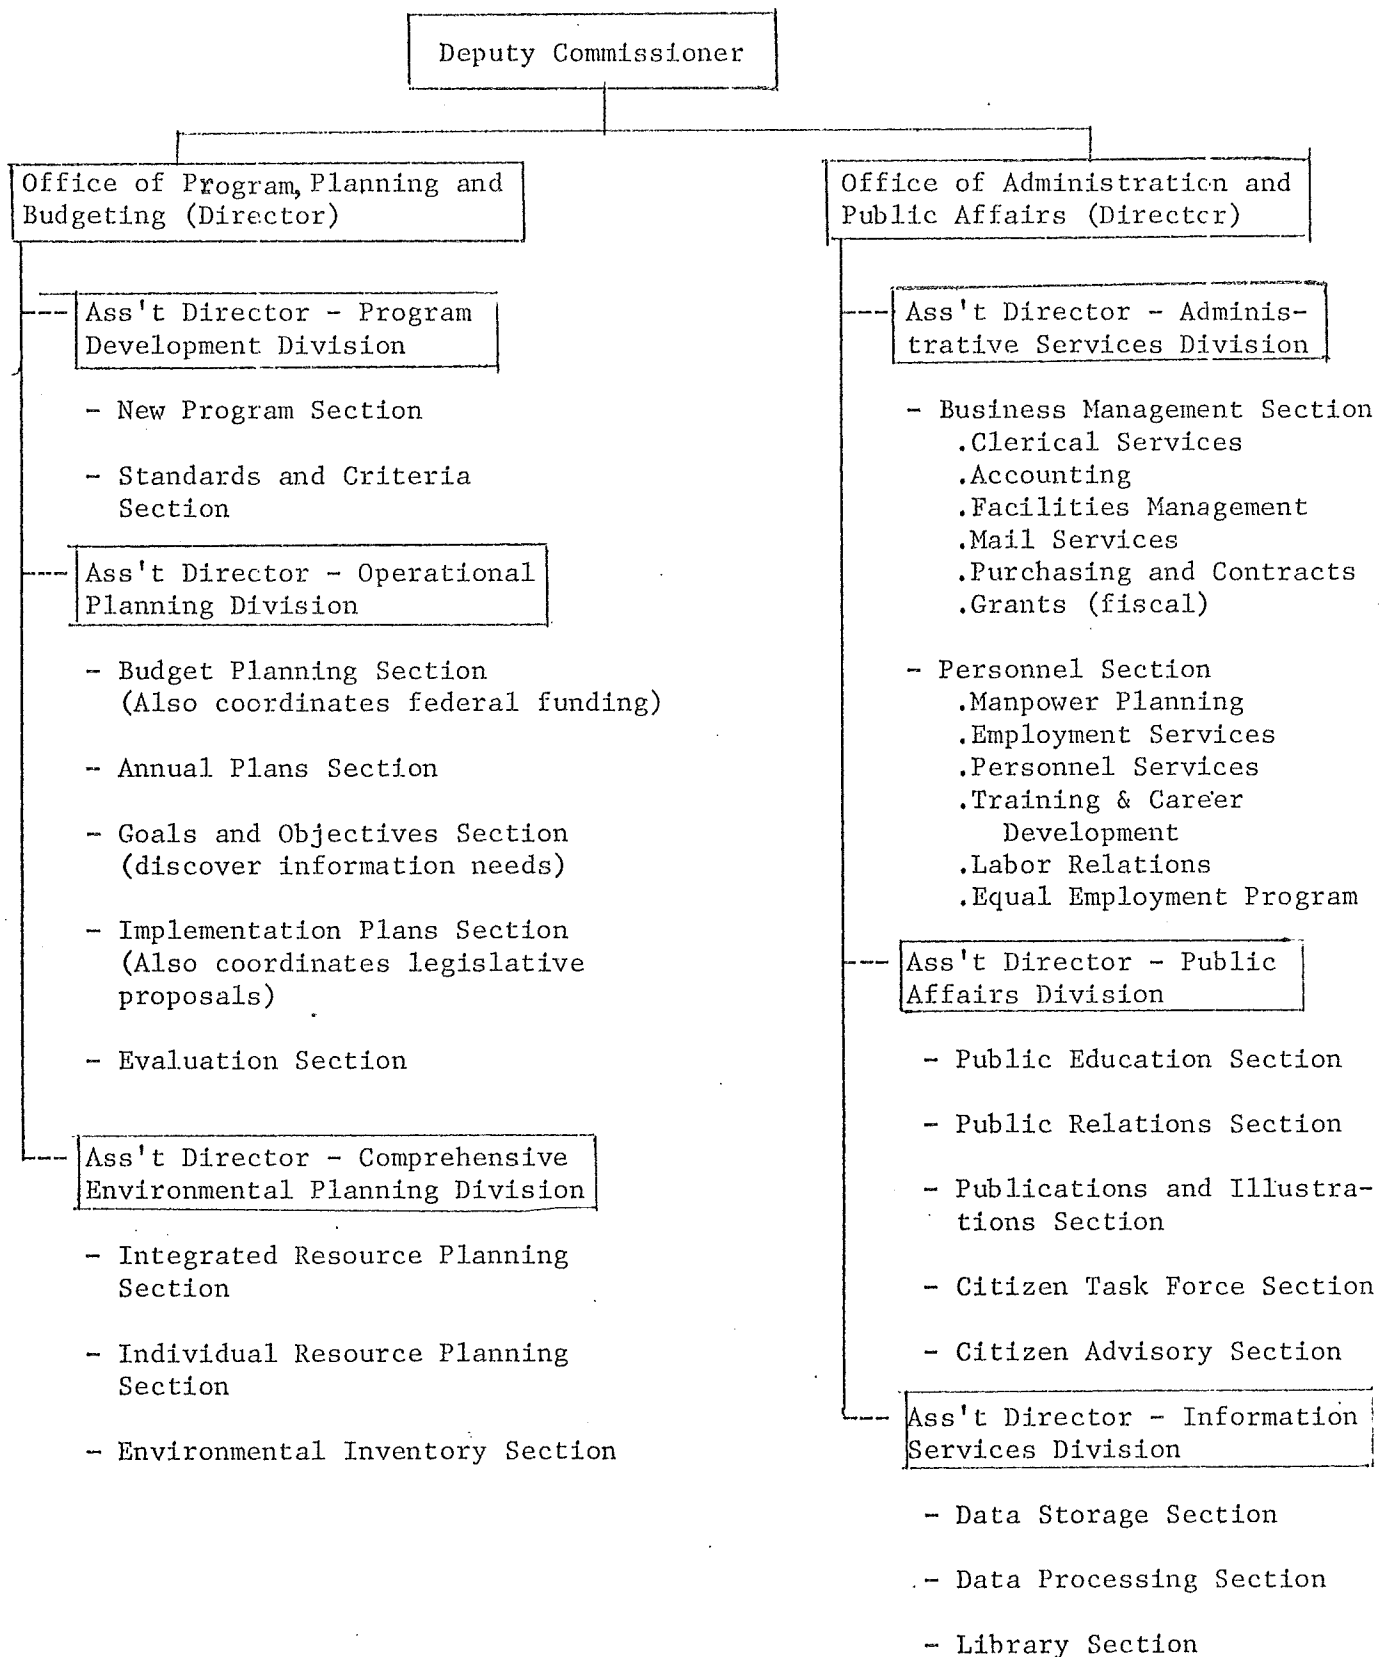 Deputy Commissioner
Office of Program, Planning and
Budgeting (Director)
Ass't Director - Program
Development Division
- New Program Section
- Standards and Criteria
Section
Ass't Director - Operational
Planning Division
- Budget Planning Section
(Also coordinates federal funding)
- Annual Plans Section
- Goals and Objectives Section
(discover information needs)
- Implementation Plans Section
(Also coordinates legislative
proposals)
- Evaluation Section
Ass't Director - Comprehensive
Environmental Planning Division
- Integrated Resource Planning
Section
- Individual Resource Planning
Section
- Environmental Inventory Section
Office of Administration and
Public Affairs (Director)
Ass't Director - Adminis-
trative Services Division
- Business Management Section
.Clerical Services
.Accounting
.Facilities Management
.Mail Services
.Purchasing and Contracts
.Grants (fiscal)
- Personnel Section
.Manpower Planning
.Employment Services
.Personnel Services
.Training & Career
Development
.Labor Relations
.Equal Employment Program
Ass't Director - Public
Affairs Division
- Public Education Section
- Public Relations Section
- Publications and Illustra-
tions Section
- Citizen Task Force Section
- Citizen Advisory Section
Ass't Director - Information
Services Division
- Data Storage Section
- Data Processing Section
- Library Section